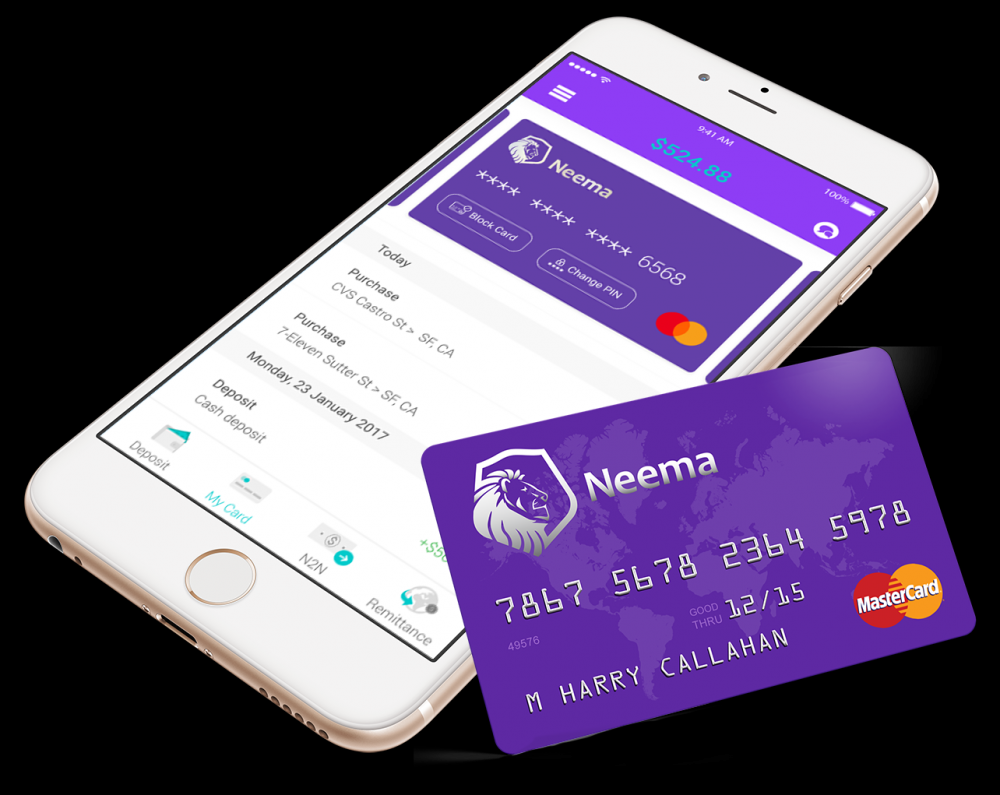 9:41 AM
100%
$524.88
Neema
**** **** **** 6568
Block Card
Change PIN
Today
Purchase
CVS Castro St > SF, CA
Purchase
7-Eleven Sutter St > SF, CA
Monday, 23 January 2017
Deposit
Cash deposit
Deposit
My Card
N2N
Remittance
Neema
7867 5678 2364 5978
49576
GOOD
THRU
12/15
M HARRY CALLAHAN
MasterCard